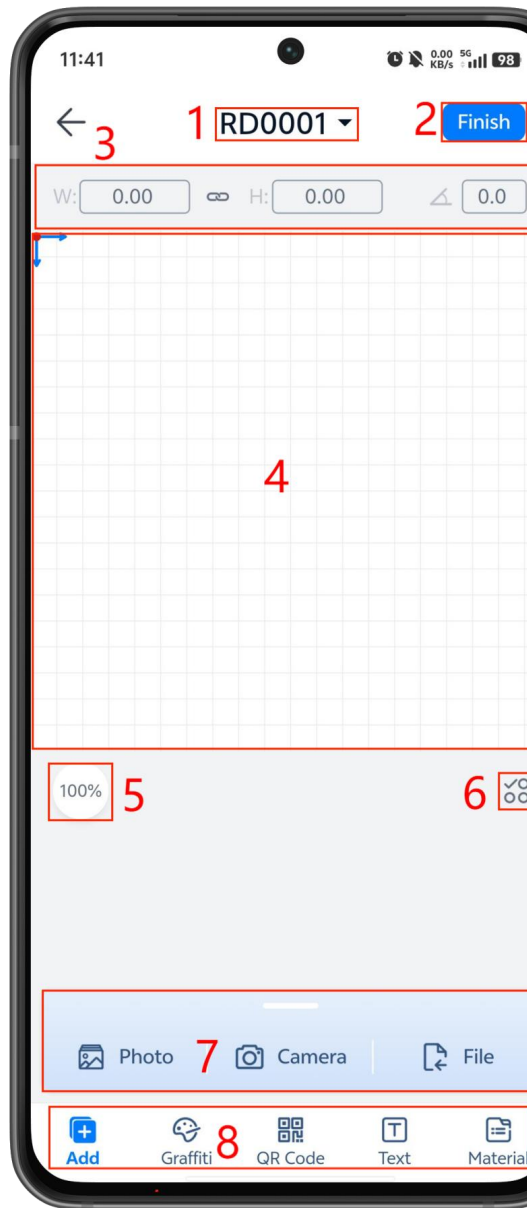 11:41
0.00 KB/s 5G 98
1 RD0001 2 Finish
3
W: 0.00 H: 0.00 0.0
4
100% 5 6
Photo 7 Camera File
Add Graffiti 8 QR Code Text Material